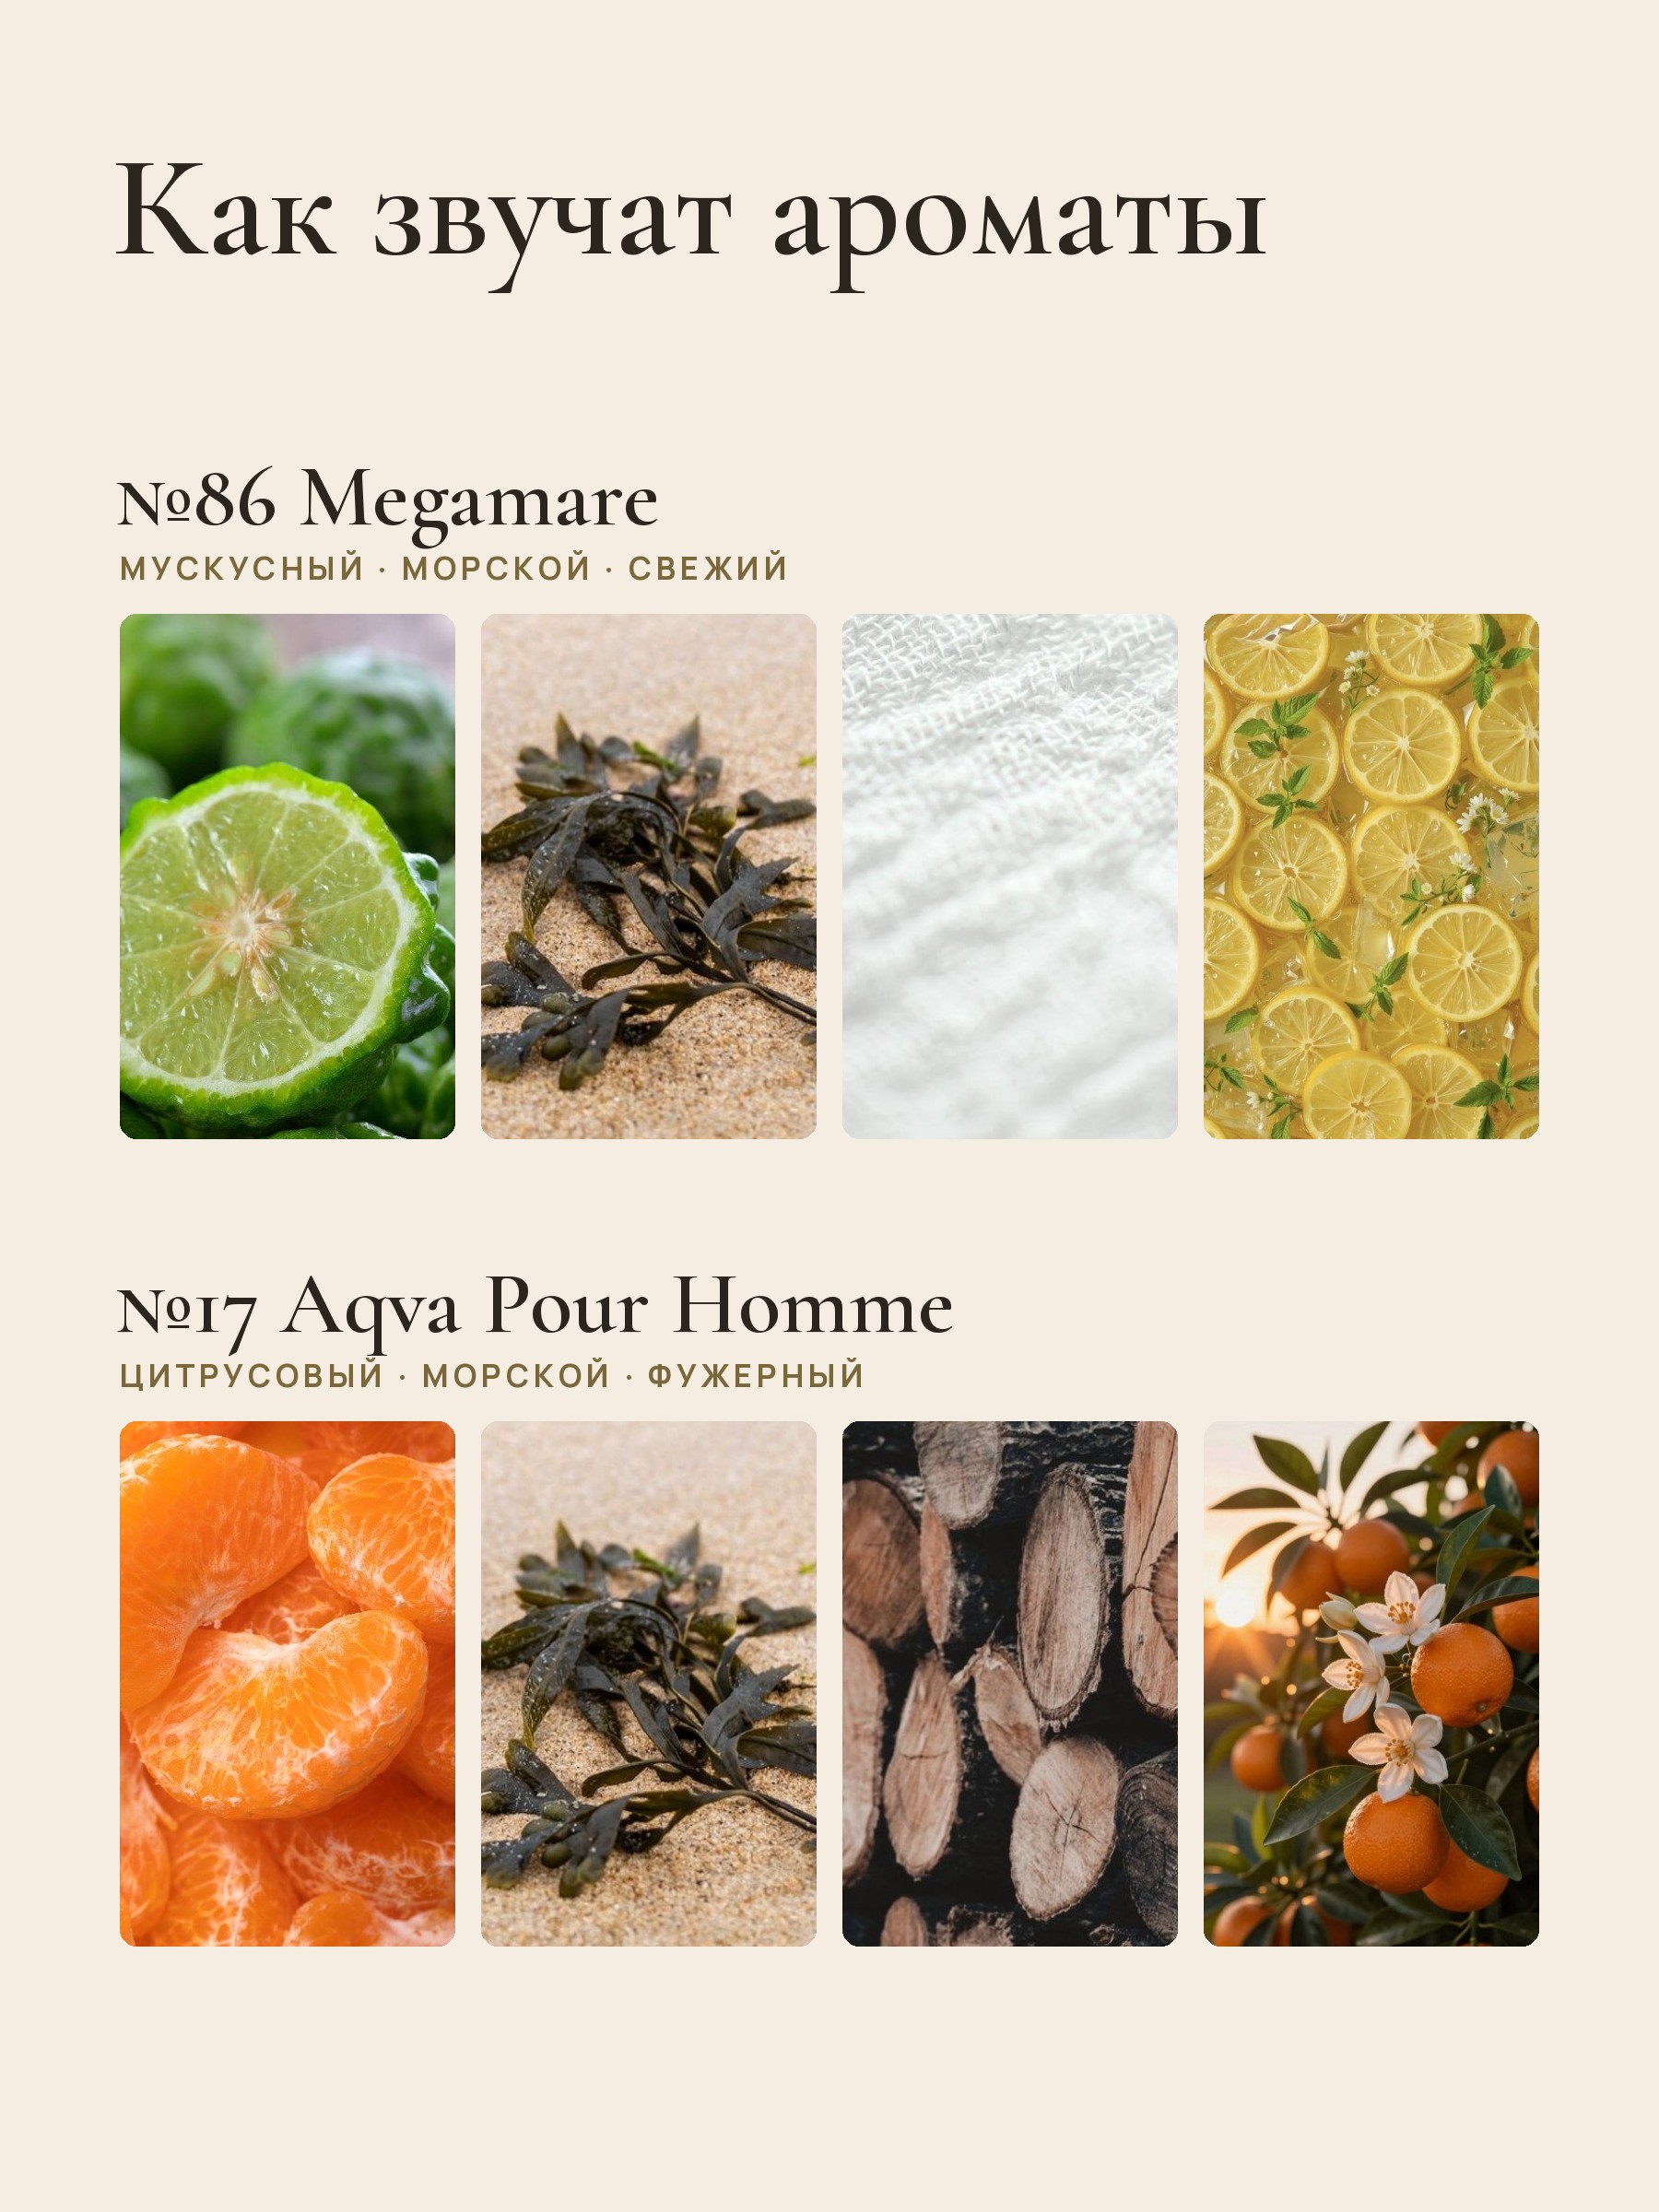 Как звучат ароматы
№86 Megamare
МУСКУСНЫЙ · МОРСКОЙ · СВЕЖИЙ
№17 Aqva Pour Homme
ЦИТРУСОВЫЙ · МОРСКОЙ · ФУЖЕРНЫЙ